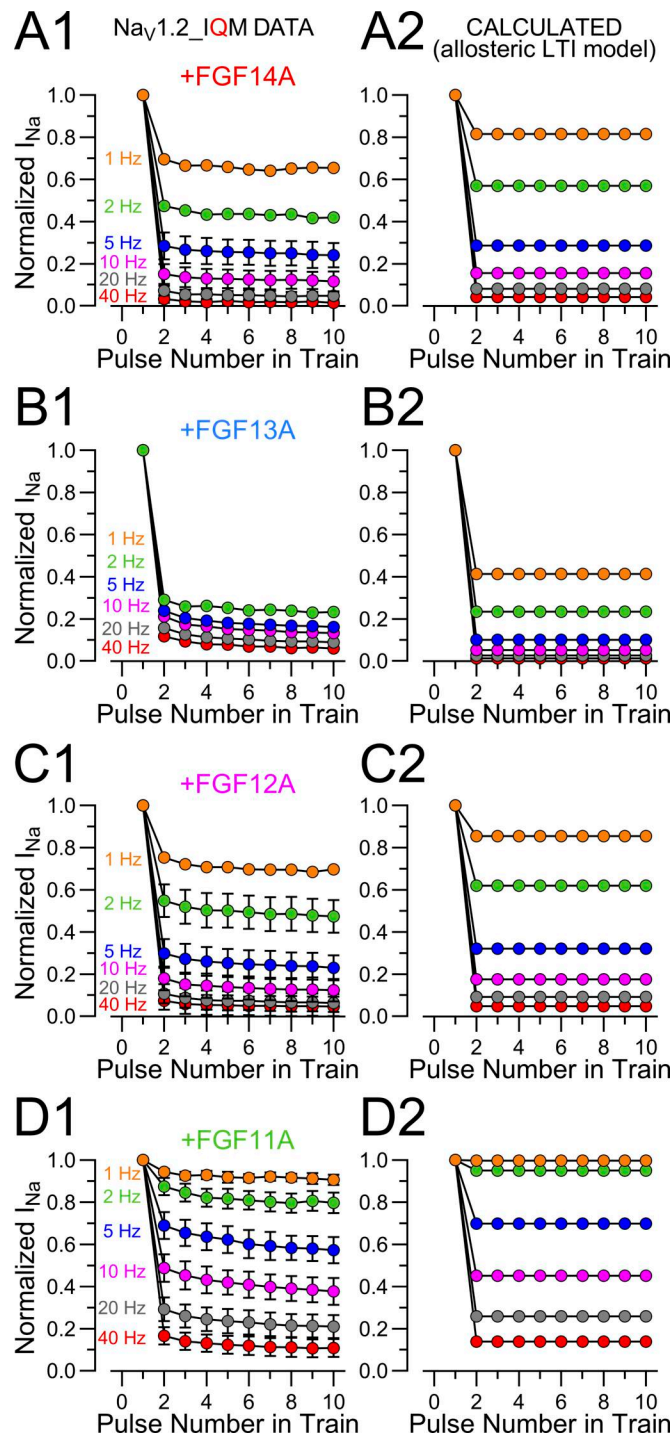 A1
Na_V1.2_IQM DATA
A2
CALCULATED
(allosteric LTI model)
+FGF14A
Normalized I_Na
1.0
0.8
0.6
0.4
0.2
0.0
1 Hz
2 Hz
5 Hz
10 Hz
20 Hz
40 Hz
0 2 4 6 8 10
Pulse Number in Train
1.0
0.8
0.6
0.4
0.2
0.0
0 2 4 6 8 10
Pulse Number in Train
B1
+FGF13A
B2
Normalized I_Na
1.0
0.8
0.6
0.4
0.2
0.0
1 Hz
2 Hz
5 Hz
10 Hz
20 Hz
40 Hz
0 2 4 6 8 10
Pulse Number in Train
1.0
0.8
0.6
0.4
0.2
0.0
0 2 4 6 8 10
Pulse Number in Train
C1
+FGF12A
C2
Normalized I_Na
1.0
0.8
0.6
0.4
0.2
0.0
1 Hz
2 Hz
5 Hz
10 Hz
20 Hz
40 Hz
0 2 4 6 8 10
Pulse Number in Train
1.0
0.8
0.6
0.4
0.2
0.0
0 2 4 6 8 10
Pulse Number in Train
D1
+FGF11A
D2
Normalized I_Na
1.0
0.8
0.6
0.4
0.2
0.0
1 Hz
2 Hz
5 Hz
10 Hz
20 Hz
40 Hz
0 2 4 6 8 10
Pulse Number in Train
1.0
0.8
0.6
0.4
0.2
0.0
0 2 4 6 8 10
Pulse Number in Train